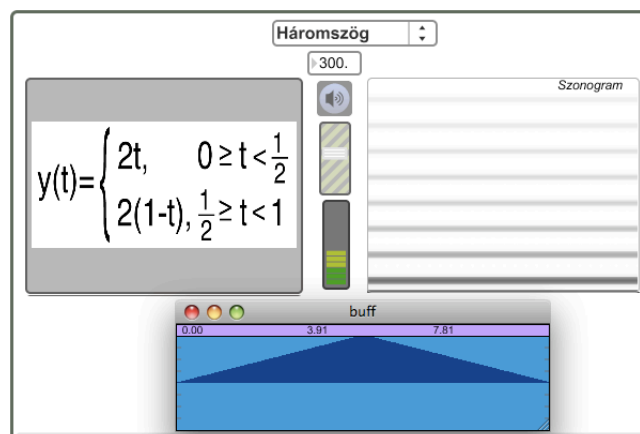 Háromszög
300.
Szonogram
y(t)= { 2t, 0 ≥ t < 1/2
2(1-t), 1/2 ≥ t < 1
buff
0.00 3.91 7.81